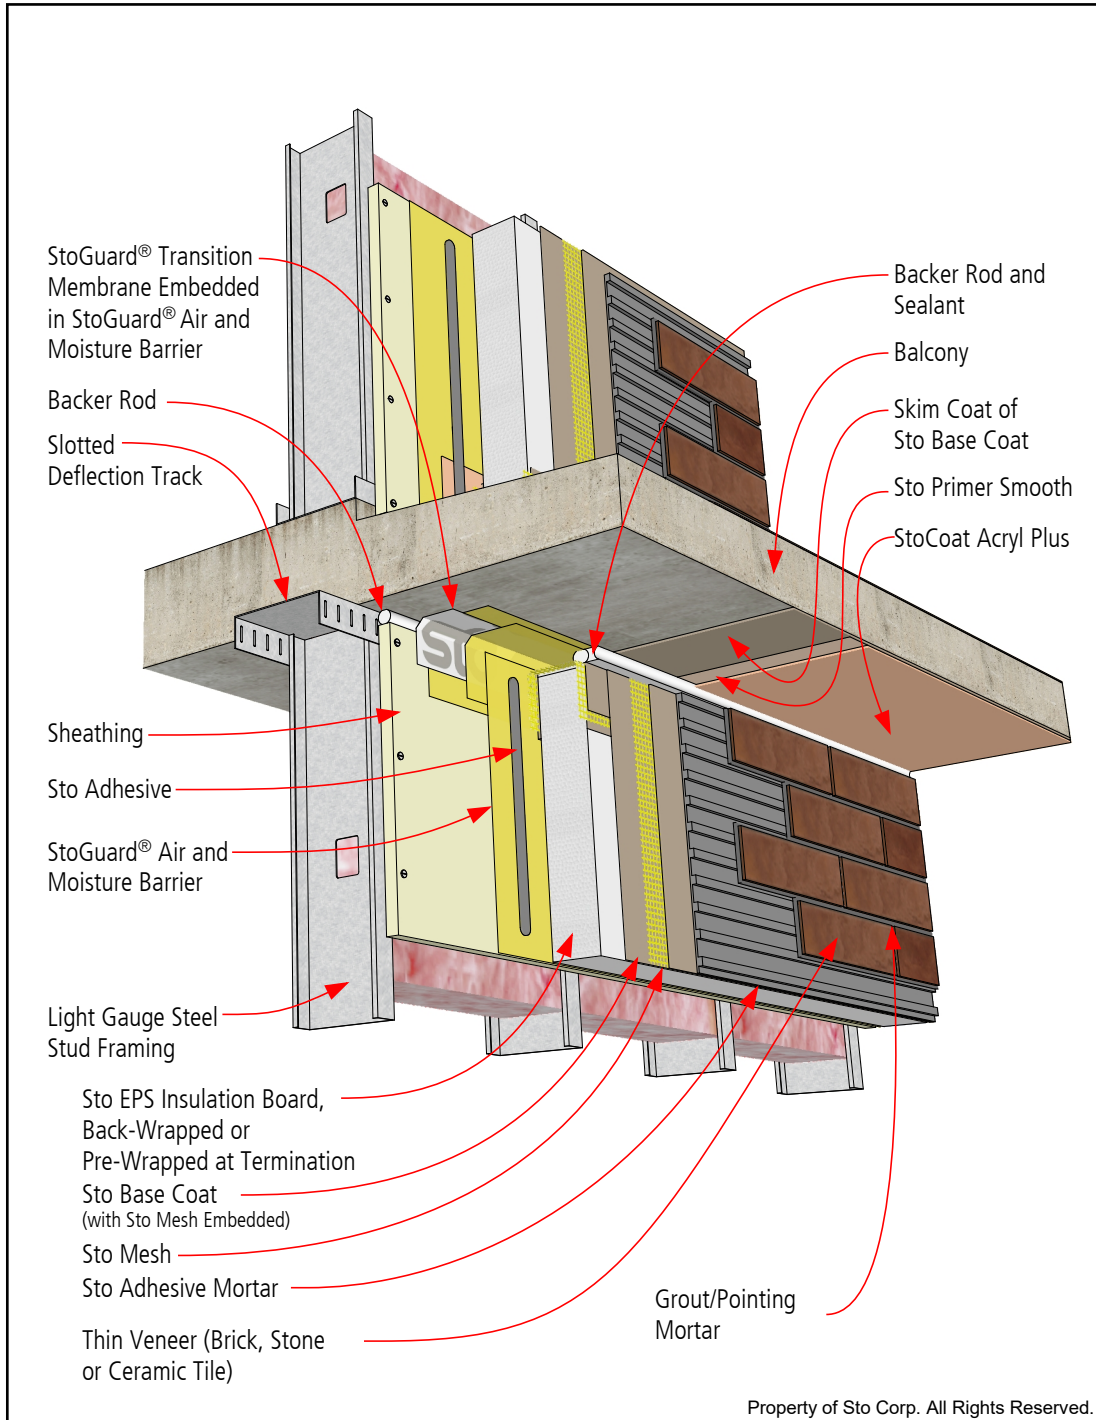 StoGuard® Transition
Membrane Embedded
in StoGuard® Air and
Moisture Barrier
Backer Rod
Slotted
Deflection Track
Sheathing
Sto Adhesive
StoGuard® Air and
Moisture Barrier
Light Gauge Steel
Stud Framing
Sto EPS Insulation Board,
Back-Wrapped or
Pre-Wrapped at Termination
Sto Base Coat
(with Sto Mesh Embedded)
Sto Mesh
Sto Adhesive Mortar
Thin Veneer (Brick, Stone
or Ceramic Tile)
Backer Rod and
Sealant
Balcony
Skim Coat of
Sto Base Coat
Sto Primer Smooth
StoCoat Acryl Plus
Grout/Pointing
Mortar
Property of Sto Corp. All Rights Reserved.